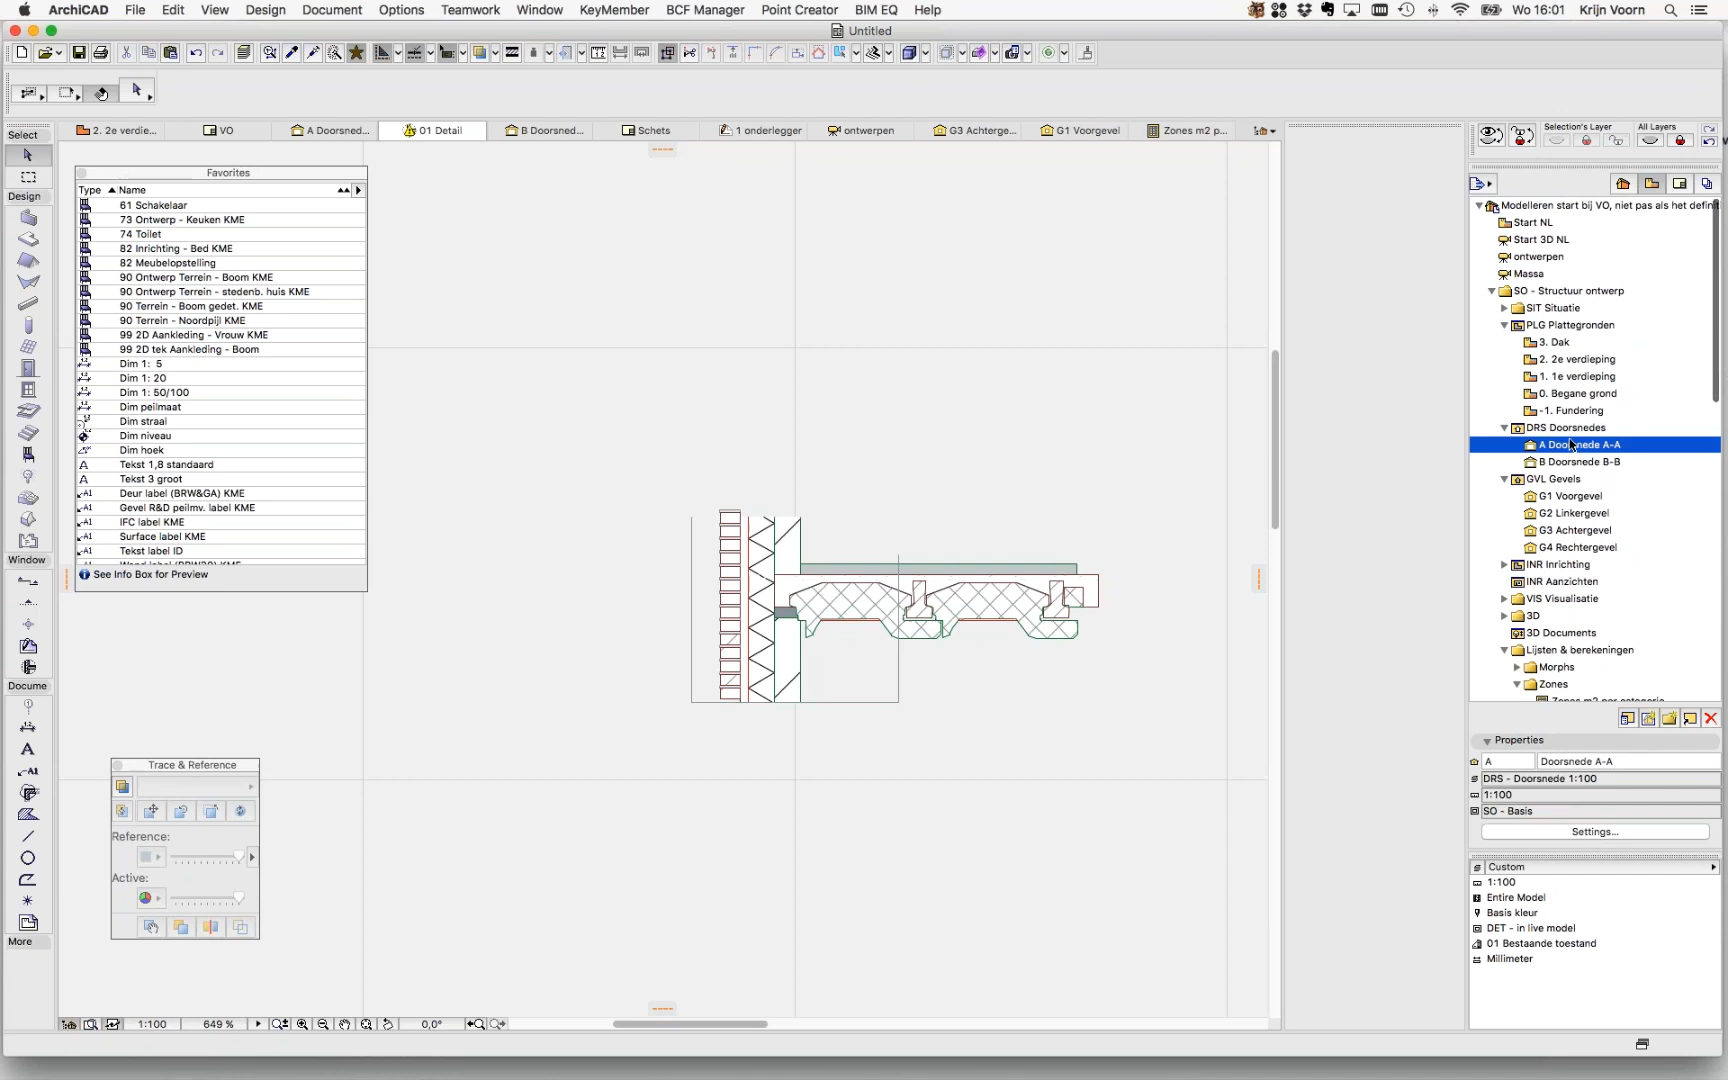 ArchiCAD File Edit View Design Document Options Teamwork Window KeyMember BCF Manager Point Creator BIM EQ Help Wo 16:01 Krijn Voorn
Untitled
Select
2. 2e verdie...
VO
A Doorsned...
01 Detail
B Doorsned...
Schets
1 onderlegger
ontwerpen
G3 Achterge...
G1 Voorgevel
Zones m2 p...
Selection's Layer
All Layers
Design
Window
Docume
More
Favorites
Type Name
61 Schakelaar
73 Ontwerp - Keuken KME
74 Toilet
82 Inrichting - Bed KME
82 Meubelopstelling
90 Ontwerp Terrein - Boom KME
90 Ontwerp Terrein - stedenb. huis KME
90 Terrein - Boom gedet. KME
90 Terrein - Noordpijl KME
99 2D Aankleding - Vrouw KME
99 2D tek Aankleding - Boom
Dim 1: 5
Dim 1: 20
Dim 1: 50/100
Dim peilmaat
Dim straal
Dim niveau
Dim hoek
A Tekst 1,8 standaard
A Tekst 3 groot
A1 Deur label (BRW&GA) KME
A1 Gevel R&D peilmv. label KME
A1 IFC label KME
A1 Surface label KME
A1 Tekst label ID
See Info Box for Preview
Trace & Reference
Reference:
Active:
1:100
649 %
0,0°
Modelleren start bij VO, niet pas als het definit
Start NL
Start 3D NL
ontwerpen
Massa
SO - Structuur ontwerp
SIT Situatie
PLG Plattegronden
3. Dak
2. 2e verdieping
1. 1e verdieping
0. Begane grond
-1. Fundering
DRS Doorsnedes
A Doorsnede A-A
B Doorsnede B-B
GVL Gevels
G1 Voorgevel
G2 Linkergevel
G3 Achtergevel
G4 Rechtergevel
INR Inrichting
INR Aanzichten
VIS Visualisatie
3D
3D Documents
Lijsten & berekeningen
Morphs
Zones
Zones m2 per categorie
Properties
A Doorsnede A-A
DRS - Doorsnede 1:100
1:100
SO - Basis
Settings...
Custom
1:100
Entire Model
Basis kleur
DET - in live model
01 Bestaande toestand
Millimeter